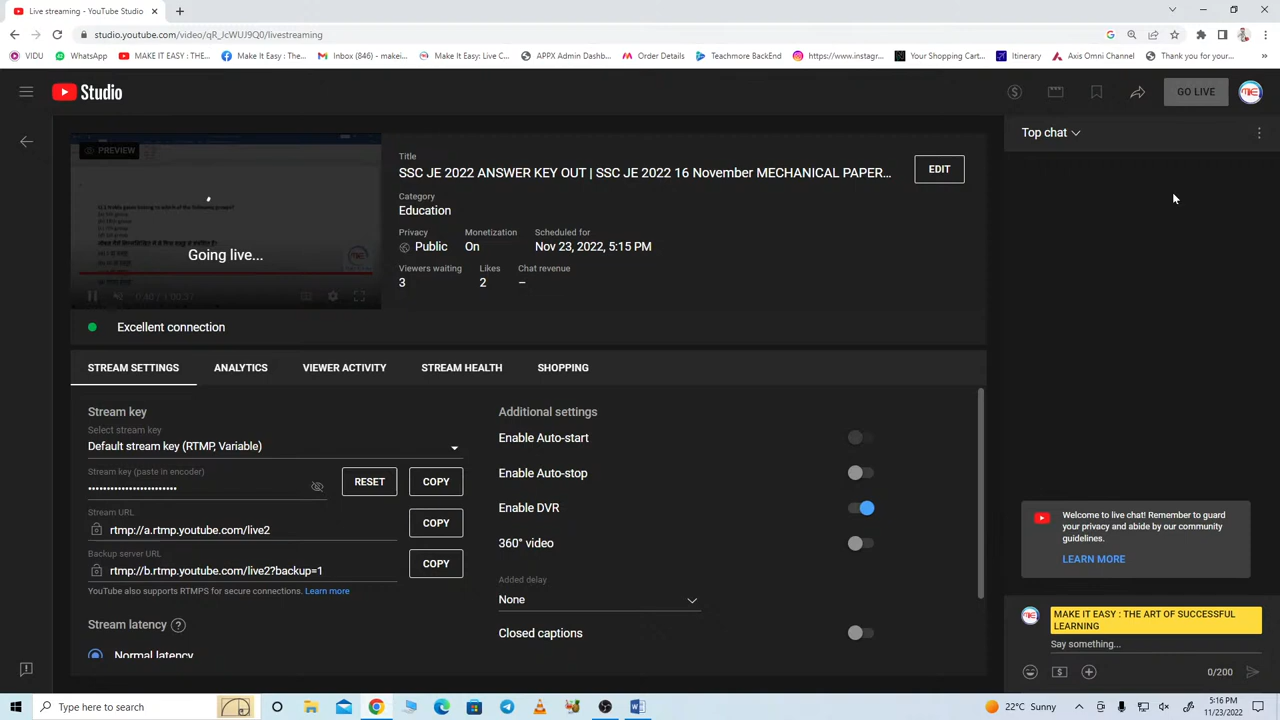 Live streaming - YouTube Studio
studio.youtube.com/video/qR_JcWUJ9Q0/livestreaming
VIDU
WhatsApp
MAKE IT EASY : THE...
Make It Easy : The...
Inbox (846) - makei...
Make It Easy: Live C...
APPX Admin Dashb...
Order Details
Teachmore BackEnd
https://www.instagr...
Your Shopping Cart...
Itinerary
Axis Omni Channel
Thank you for your...
Studio
GO LIVE
PREVIEW
Going live...
Title
SSC JE 2022 ANSWER KEY OUT | SSC JE 2022 16 November MECHANICAL PAPER...
EDIT
Category
Education
Privacy
Monetization
Scheduled for
Public
On
Nov 23, 2022, 5:15 PM
Viewers waiting
Likes
Chat revenue
3
2
–
Excellent connection
STREAM SETTINGS
ANALYTICS
VIEWER ACTIVITY
STREAM HEALTH
SHOPPING
Stream key
Select stream key
Default stream key (RTMP, Variable)
Stream key (paste in encoder)
••••••••••••••••••••••••
RESET
COPY
Stream URL
rtmp://a.rtmp.youtube.com/live2
COPY
Backup server URL
rtmp://b.rtmp.youtube.com/live2?backup=1
COPY
YouTube also supports RTMPS for secure connections. Learn more
Stream latency
Normal latency
Additional settings
Enable Auto-start
Enable Auto-stop
Enable DVR
360° video
Added delay
None
Closed captions
Top chat
Welcome to live chat! Remember to guard
your privacy and abide by our community
guidelines.
LEARN MORE
MAKE IT EASY : THE ART OF SUCCESSFUL
LEARNING
Say something...
0/200
Type here to search
22°C Sunny
5:16 PM
11/23/2022